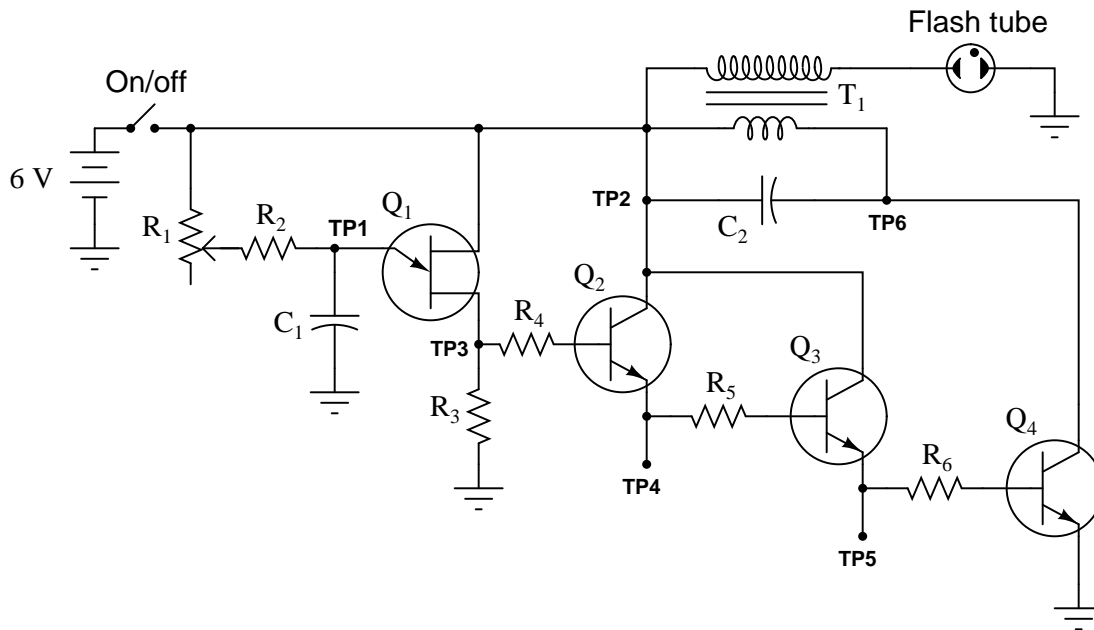 Flash tube
On/off
T1
6 V
R1
R2
TP1
Q1
TP2
C2
TP6
C1
TP3
R4
Q2
R3
R5
Q3
TP4
R6
Q4
TP5